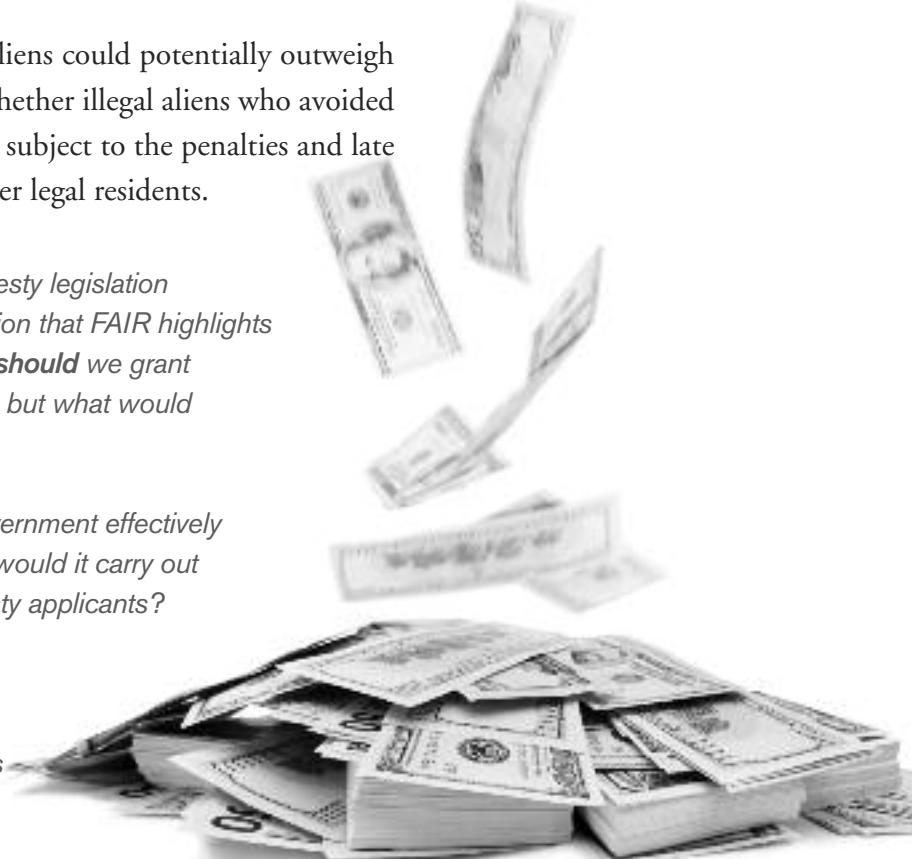 liens could potentially outweigh
hether illegal aliens who avoided
subject to the penalties and late
er legal residents.
esty legislation
ion that FAIR highlights
should we grant
but what would
vernment effectively
would it carry out
ty applicants?
s